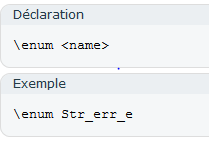 Déclaration
\enum <name>
Exemple
\enum Str_err_e